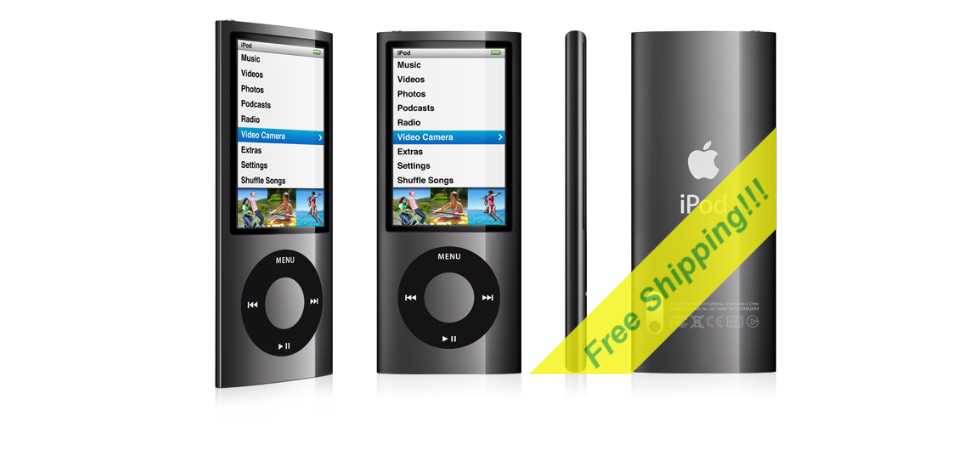 iPod
Music
Videos
Photos
Podcasts
Radio
Video Camera
Extras
Settings
Shuffle Songs
MENU
iPod
Music
Videos
Photos
Podcasts
Radio
Video Camera
Extras
Settings
Shuffle Songs
MENU
iPod
Free Shipping!!!